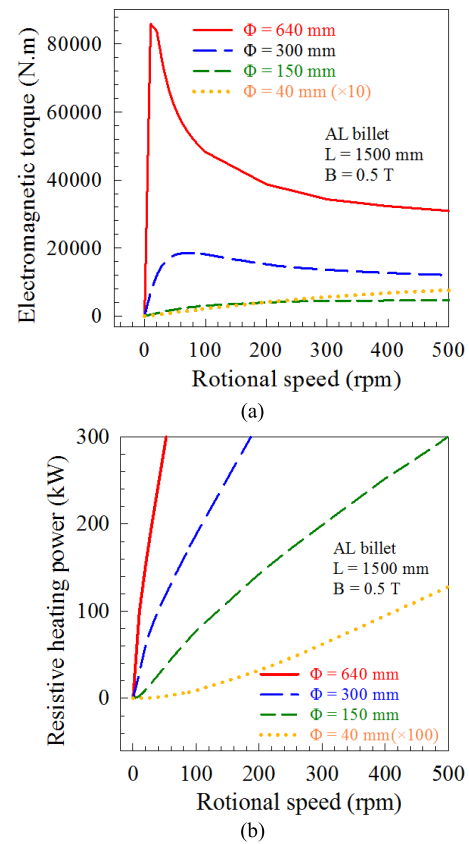 Φ = 640 mm
Φ = 300 mm
Φ = 150 mm
Φ = 40 mm (×10)
AL billet
L = 1500 mm
B = 0.5 T
Electromagnetic torque (N.m)
80000
60000
40000
20000
0
0 100 200 300 400 500
Rotional speed (rpm)
(a)
300
200
100
0
Resistive heating power (kW)
AL billet
L = 1500 mm
B = 0.5 T
Φ = 640 mm
Φ = 300 mm
Φ = 150 mm
Φ = 40 mm(×100)
0 100 200 300 400 500
Rotional speed (rpm)
(b)